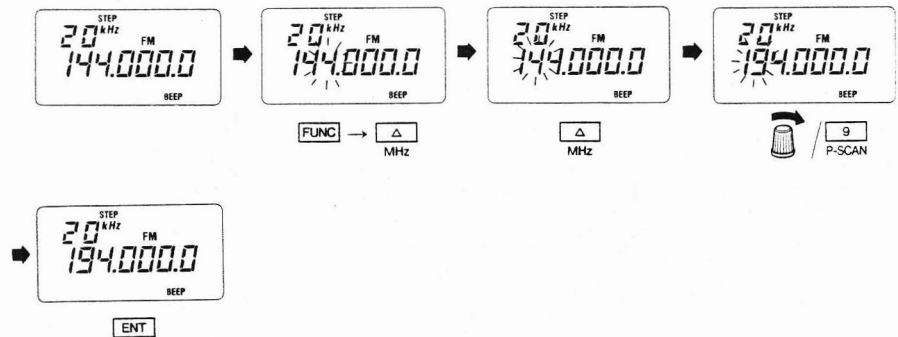 STEP
20 kHz FM
144.000.0
BEEP
FUNC → △
MHz
STEP
20 kHz FM
144.000.0
BEEP
△
MHz
STEP
20 kHz FM
144.000.0
BEEP
9
P-SCAN
STEP
20 kHz FM
194.000.0
BEEP
STEP
20 kHz FM
194.000.0
BEEP
ENT